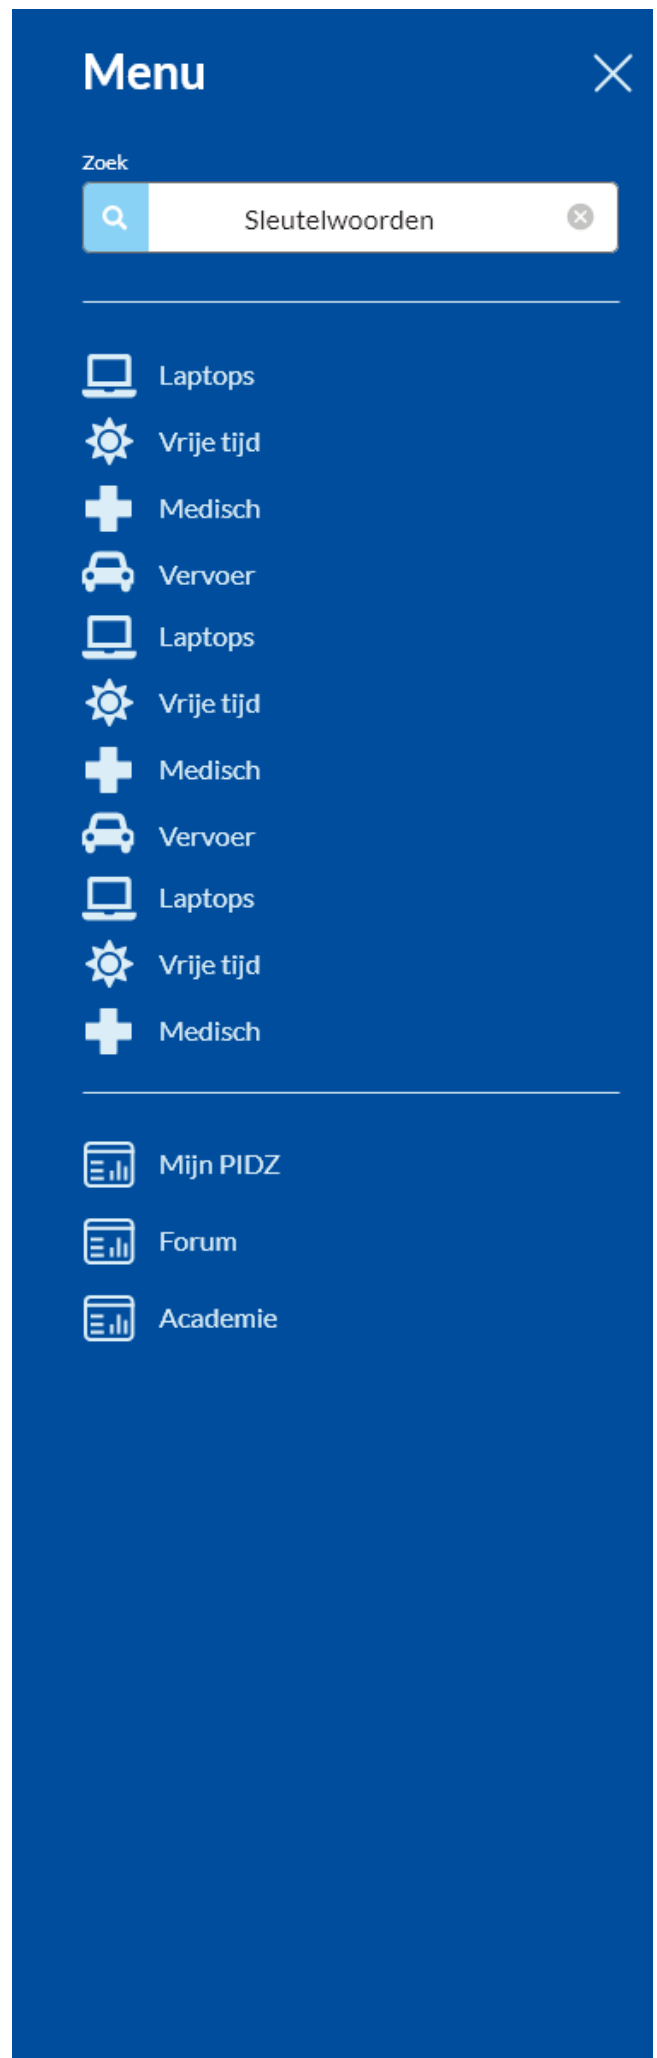 Menu
Zoek
Sleutelwoorden
Laptops
Vrije tijd
Medisch
Vervoer
Laptops
Vrije tijd
Medisch
Vervoer
Laptops
Vrije tijd
Medisch
Mijn PIDZ
Forum
Academie